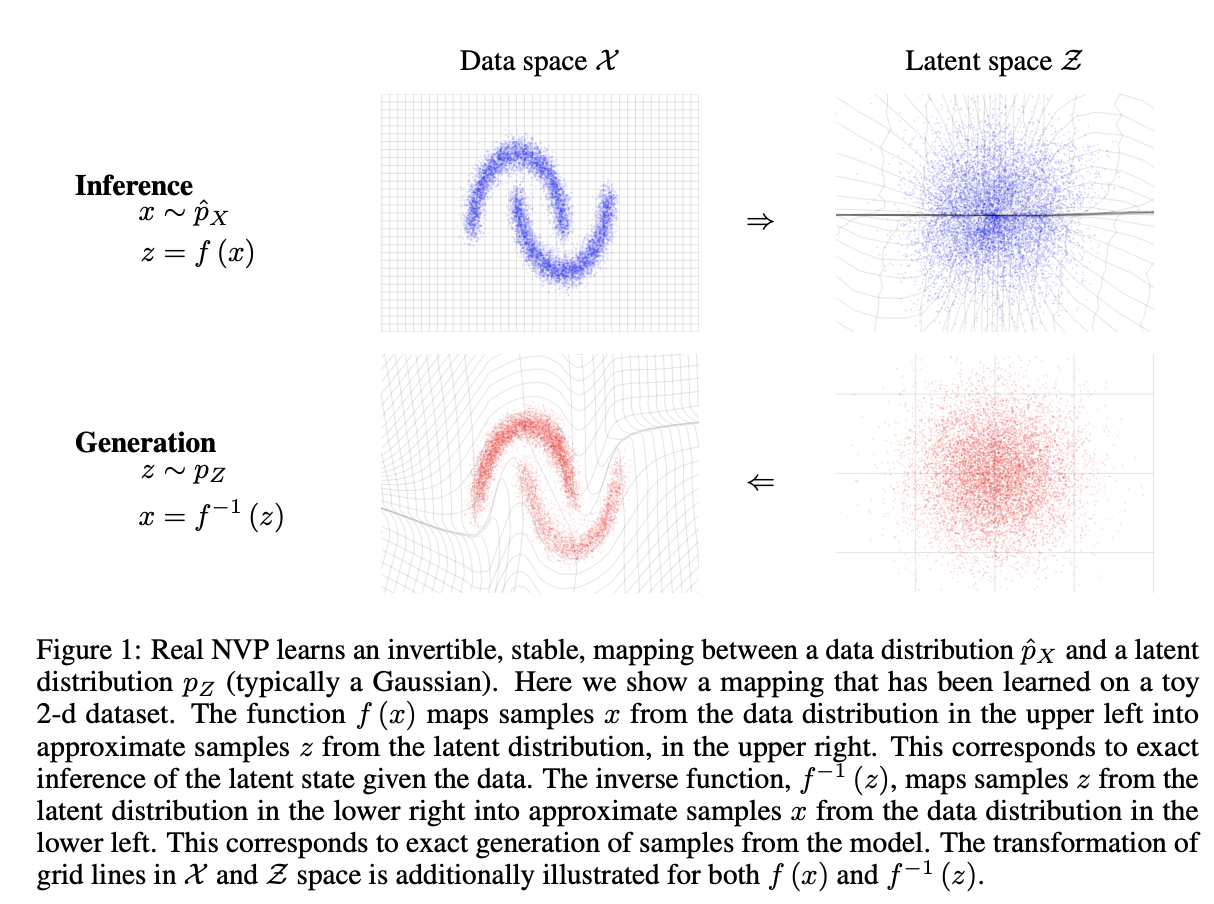 Data space 𝒳
Latent space 𝒵
Inference
x ∼ p̂_X
z = f (x)
⇒
Generation
z ∼ p_Z
x = f⁻¹ (z)
⇐
Figure 1: Real NVP learns an invertible, stable, mapping between a data distribution p̂_X and a latent
distribution p_Z (typically a Gaussian). Here we show a mapping that has been learned on a toy
2-d dataset. The function f (x) maps samples x from the data distribution in the upper left into
approximate samples z from the latent distribution, in the upper right. This corresponds to exact
inference of the latent state given the data. The inverse function, f⁻¹ (z), maps samples z from the
latent distribution in the lower right into approximate samples x from the data distribution in the
lower left. This corresponds to exact generation of samples from the model. The transformation of
grid lines in 𝒳 and 𝒵 space is additionally illustrated for both f (x) and f⁻¹ (z).